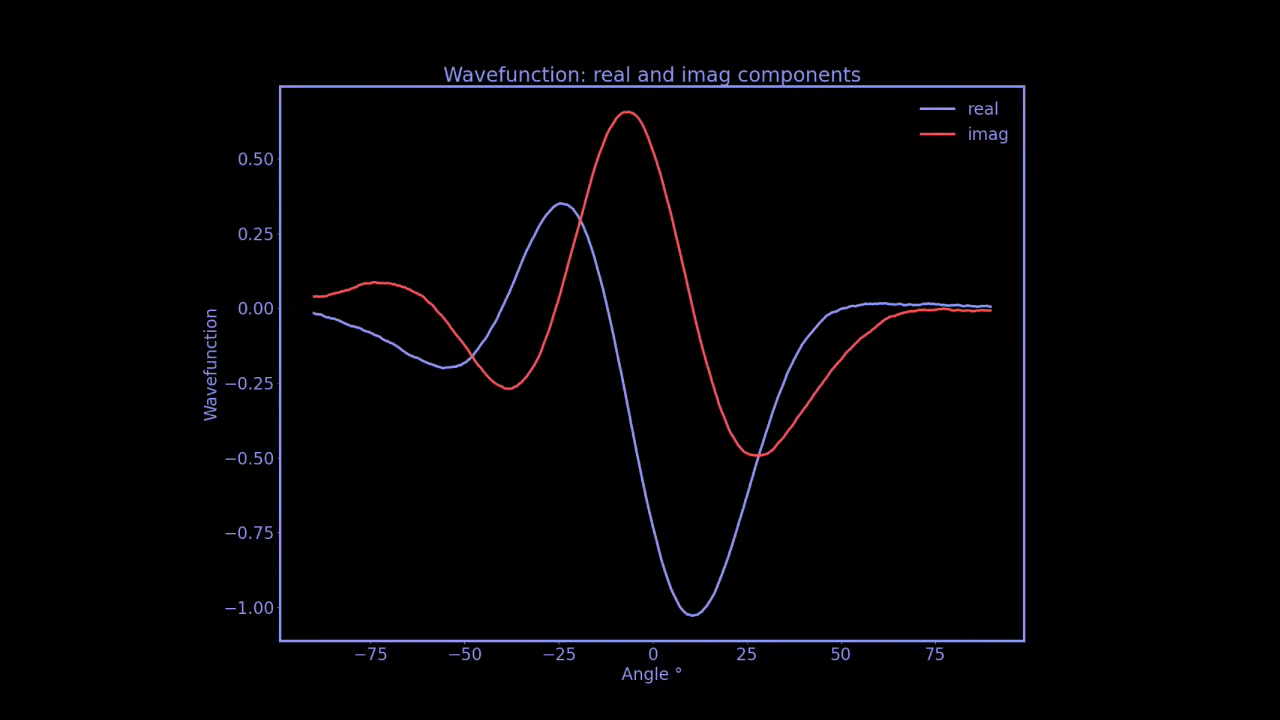 Wavefunction: real and imag components
real
imag
0.50
0.25
0.00
−0.25
−0.50
−0.75
−1.00
Wavefunction
−75 −50 −25 0 25 50 75
Angle °